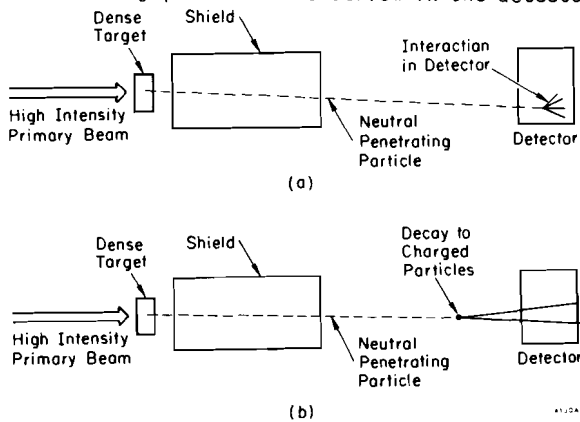 Dense
Target
Shield
Interaction
in Detector
High Intensity
Primary Beam
Neutral
Penetrating
Particle
Detector
(a)
Dense
Target
Shield
Decay to
Charged
Particles
High Intensity
Primary Beam
Neutral
Penetrating
Particle
Detector
(b)